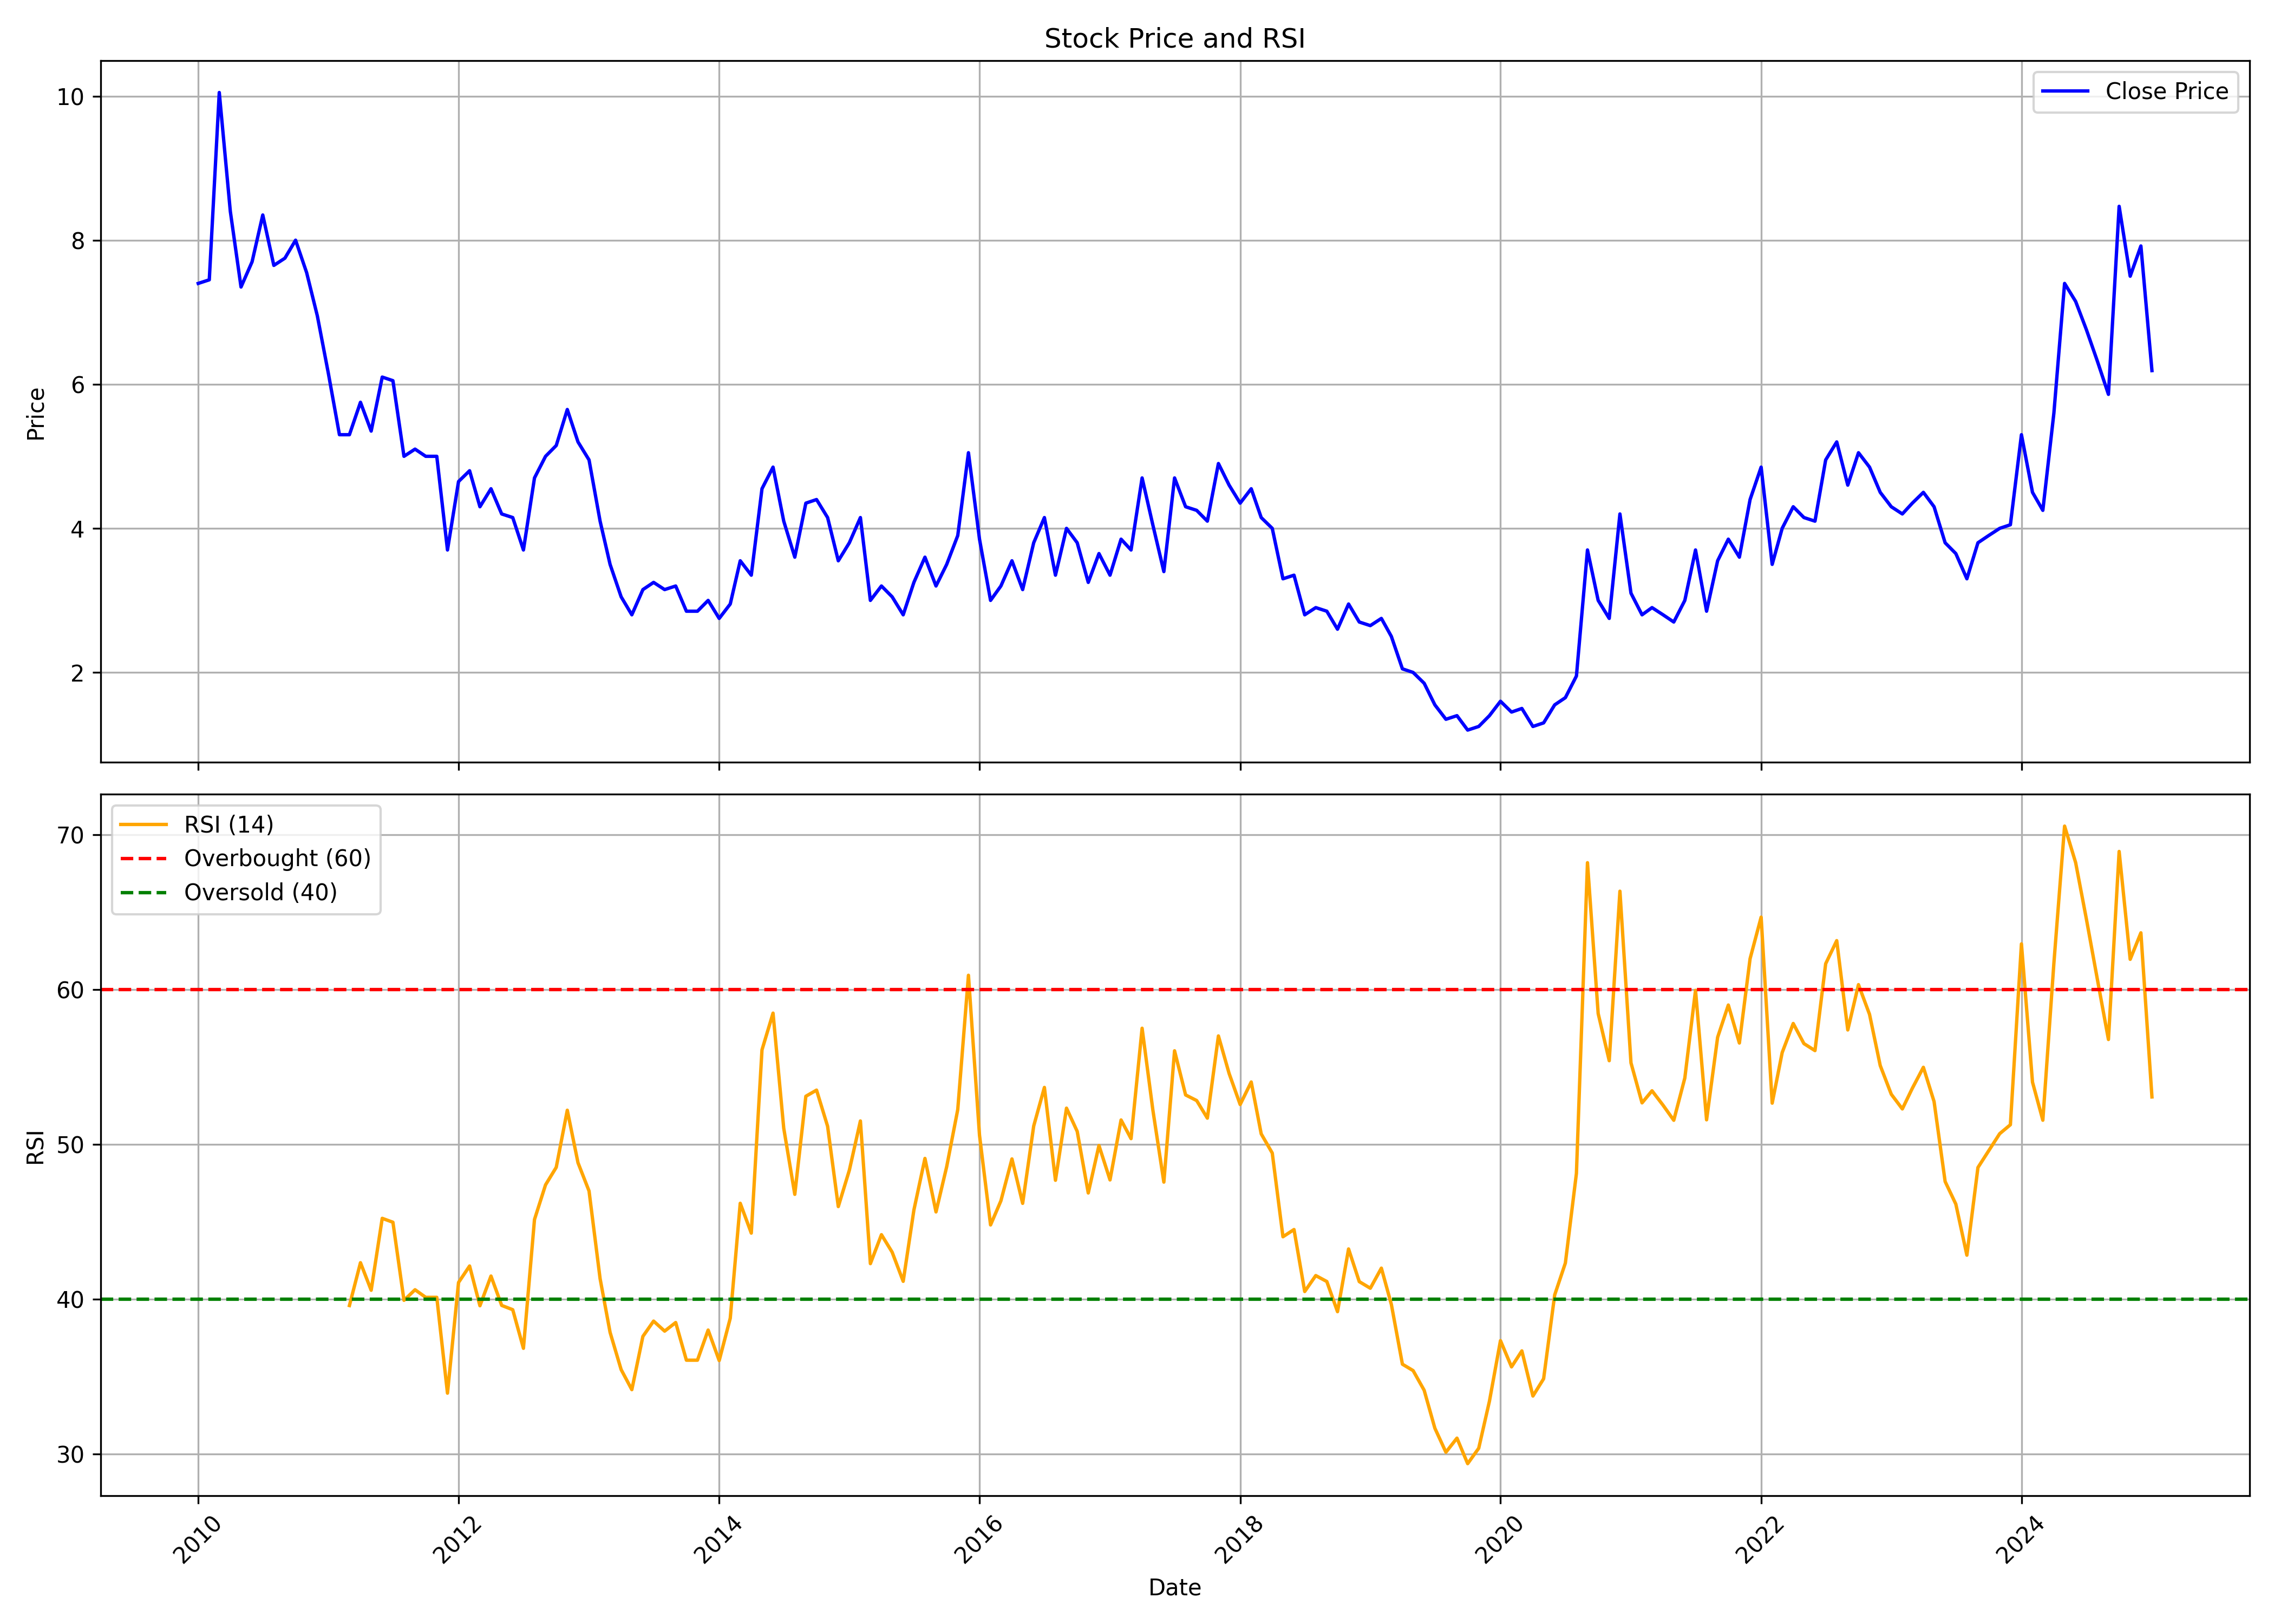 Stock Price and RSI
Close Price
10
8
6
4
2
Price
RSI (14)
Overbought (60)
Oversold (40)
70
60
50
40
30
RSI
2010
2012
2014
2016
2018
2020
2022
2024
Date